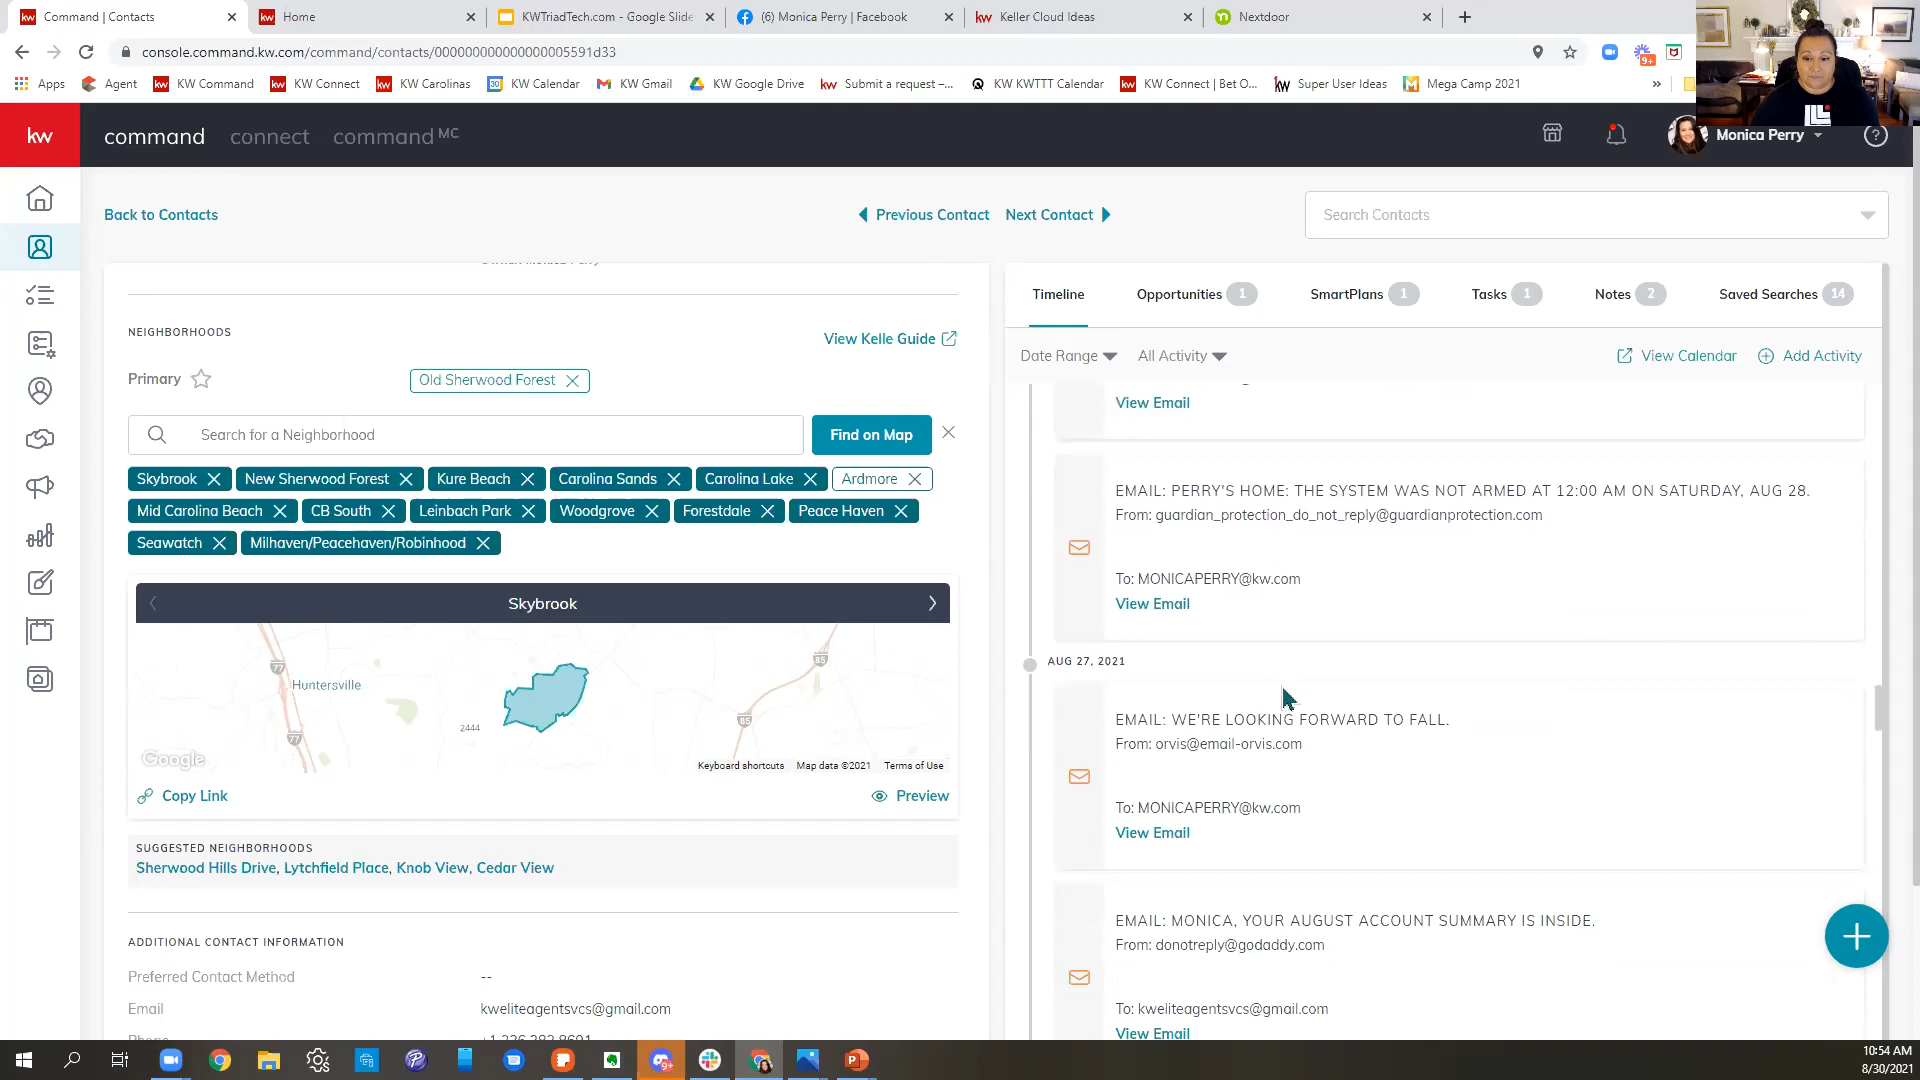 Command | Contacts
Home
KWTriadTech.com - Google Slide
(6) Monica Perry | Facebook
Keller Cloud Ideas
Nextdoor
console.command.kw.com/command/contacts/000000000000000005591d33
9+
Apps
Agent
KW Command
KW Connect
KW Carolinas
KW Calendar
KW Gmail
KW Google Drive
Submit a request –...
KW KWTTT Calendar
KW Connect | Bet O...
Super User Ideas
Mega Camp 2021
kw
command
connect
command MC
Monica Perry
Back to Contacts
Previous Contact
Next Contact
Search Contacts
NEIGHBORHOODS
View Kelle Guide
Primary
Old Sherwood Forest
Search for a Neighborhood
Find on Map
Skybrook
New Sherwood Forest
Kure Beach
Carolina Sands
Carolina Lake
Ardmore
Mid Carolina Beach
CB South
Leinbach Park
Woodgrove
Forestdale
Peace Haven
Seawatch
Milhaven/Peacehaven/Robinhood
Skybrook
77
Huntersville
2444
77
85
85
Google
Keyboard shortcuts
Map data ©2021
Terms of Use
Copy Link
Preview
SUGGESTED NEIGHBORHOODS
Sherwood Hills Drive, Lytchfield Place, Knob View, Cedar View
ADDITIONAL CONTACT INFORMATION
Preferred Contact Method
--
Email
kweliteagentsvcs@gmail.com
Timeline
Opportunities 1
SmartPlans 1
Tasks 1
Notes 2
Saved Searches 14
Date Range
All Activity
View Calendar
Add Activity
View Email
EMAIL: PERRY'S HOME: THE SYSTEM WAS NOT ARMED AT 12:00 AM ON SATURDAY, AUG 28.
From: guardian_protection_do_not_reply@guardianprotection.com
To: MONICAPERRY@kw.com
View Email
AUG 27, 2021
EMAIL: WE'RE LOOKING FORWARD TO FALL.
From: orvis@email-orvis.com
To: MONICAPERRY@kw.com
View Email
EMAIL: MONICA, YOUR AUGUST ACCOUNT SUMMARY IS INSIDE.
From: donotreply@godaddy.com
To: kweliteagentsvcs@gmail.com
View Email
10:54 AM
8/30/2021